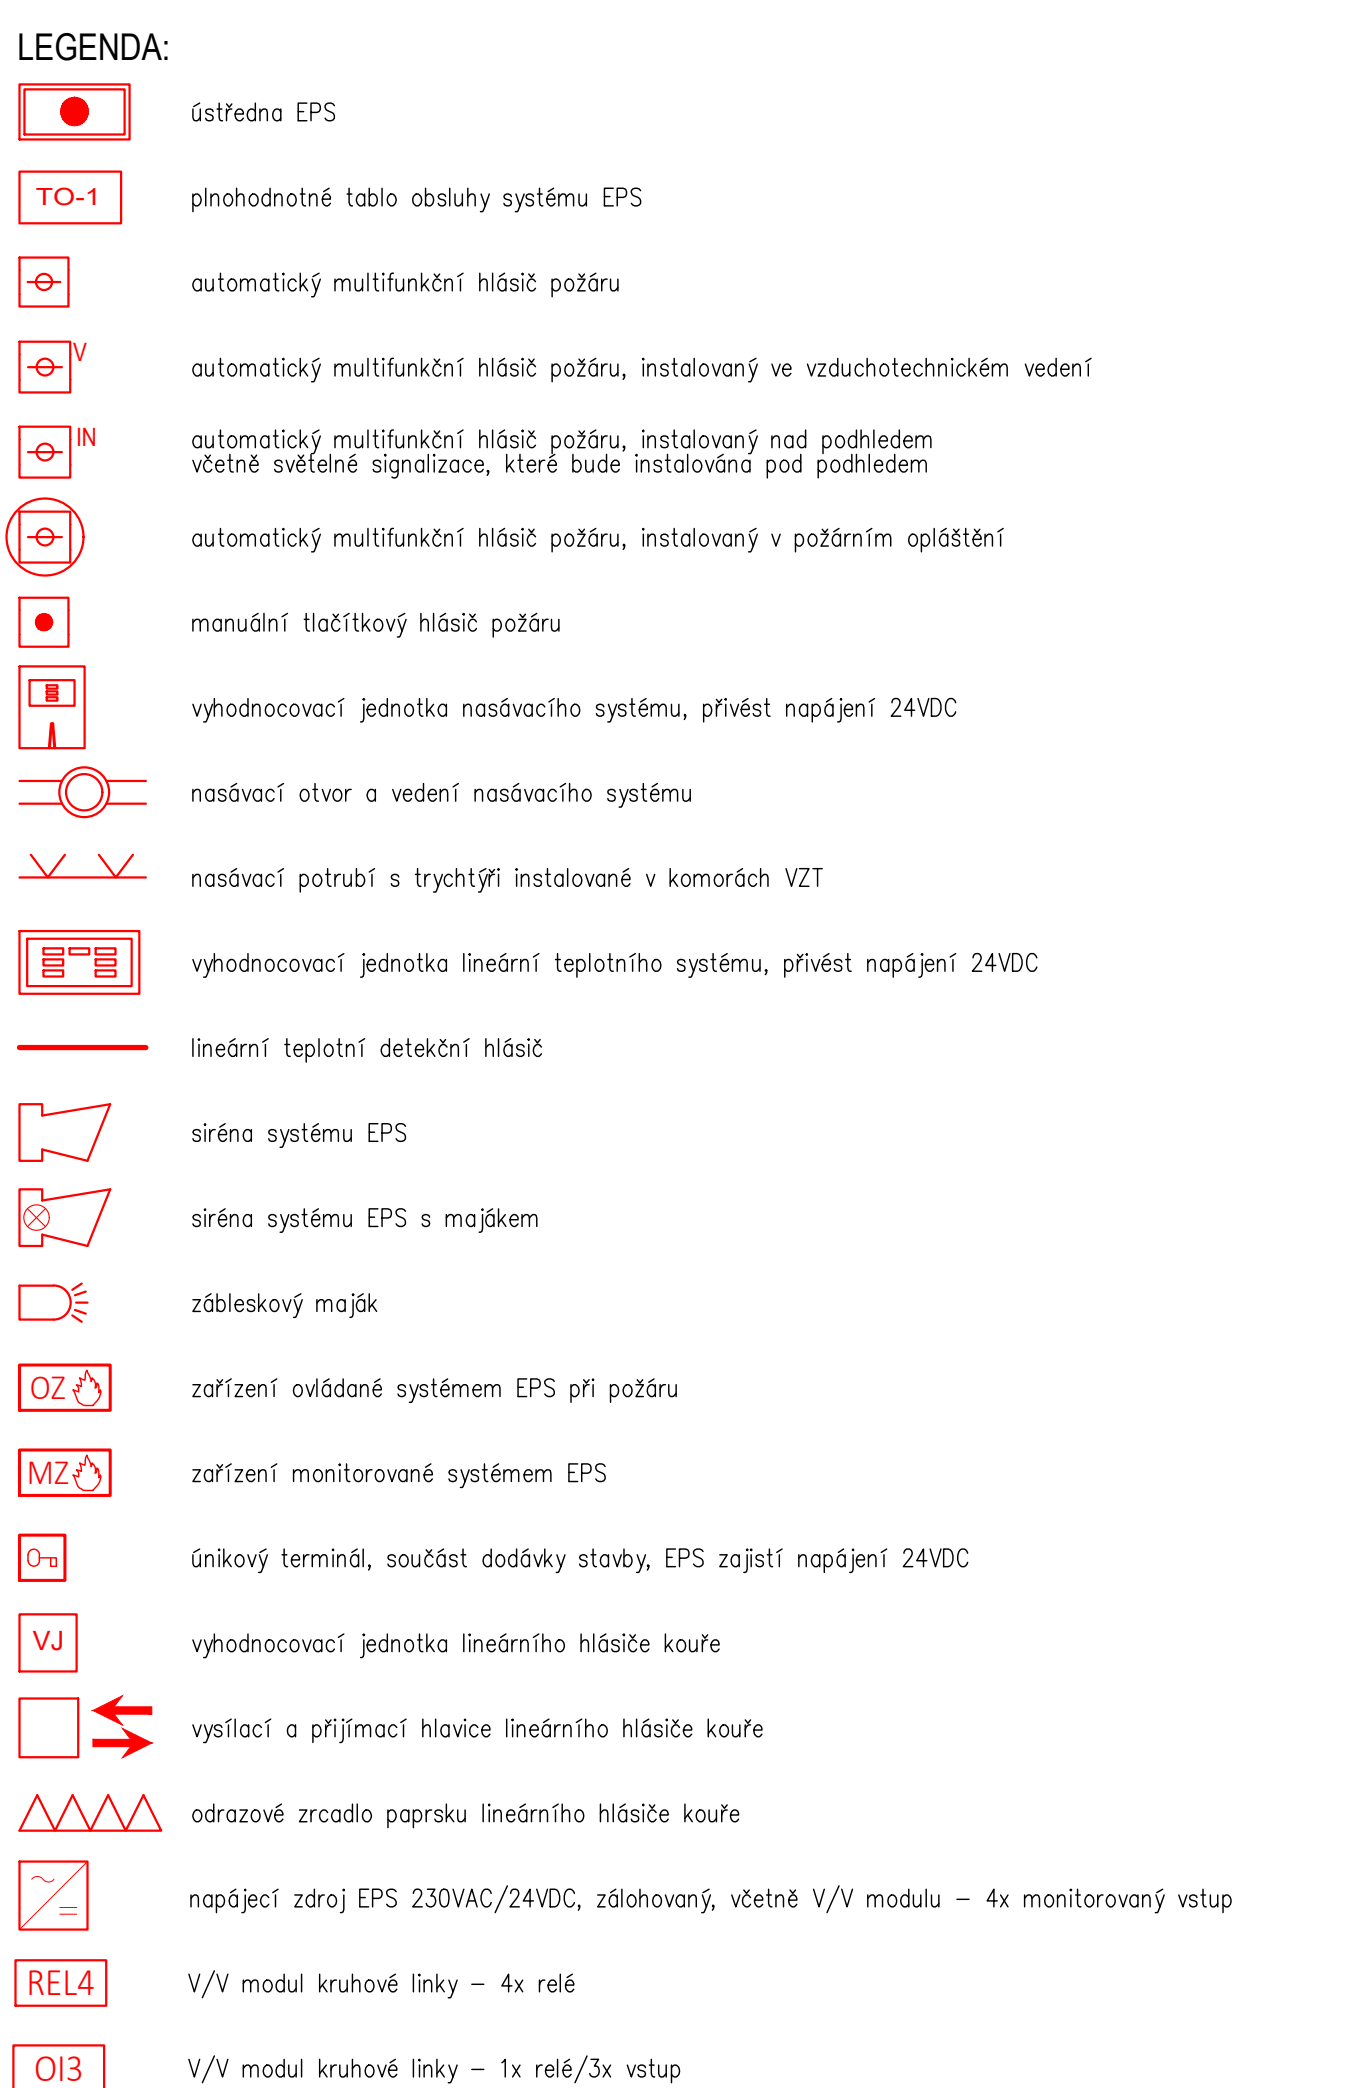 LEGENDA:
ústředna EPS
TO-1 plnohodnotné tablo obsluhy systému EPS
automatický multifunkční hlásič požáru
V automatický multifunkční hlásič požáru, instalovaný ve vzduchotechnickém vedení
IN automatický multifunkční hlásič požáru, instalovaný nad podhledem
včetně světelné signalizace, které bude instalována pod podhledem
automatický multifunkční hlásič požáru, instalovaný v požárním opláštění
manuální tlačítkový hlásič požáru
vyhodnocovací jednotka nasávacího systému, přivést napájení 24VDC
nasávací otvor a vedení nasávacího systému
nasávací potrubí s trychtýři instalované v komorách VZT
vyhodnocovací jednotka lineární teplotního systému, přivést napájení 24VDC
lineární teplotní detekční hlásič
siréna systému EPS
siréna systému EPS s majákem
zábleskový maják
OZ zařízení ovládané systémem EPS při požáru
MZ zařízení monitorované systémem EPS
únikový terminál, součást dodávky stavby, EPS zajistí napájení 24VDC
VJ vyhodnocovací jednotka lineárního hlásiče kouře
vysílací a přijímací hlavice lineárního hlásiče kouře
odrazové zrcadlo paprsku lineárního hlásiče kouře
napájecí zdroj EPS 230VAC/24VDC, zálohovaný, včetně V/V modulu – 4x monitorovaný vstup
REL4 V/V modul kruhové linky – 4x relé
OI3 V/V modul kruhové linky – 1x relé/3x vstup